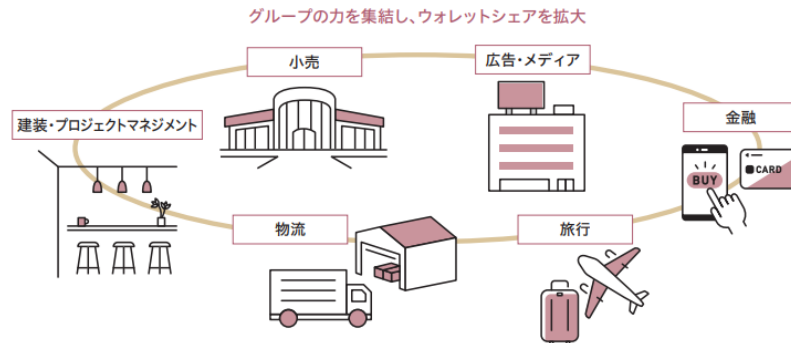 グループの力を集結し、ウォレットシェアを拡大
小売
広告・メディア
建装・プロジェクトマネジメント
金融
BUY
CARD
物流
旅行